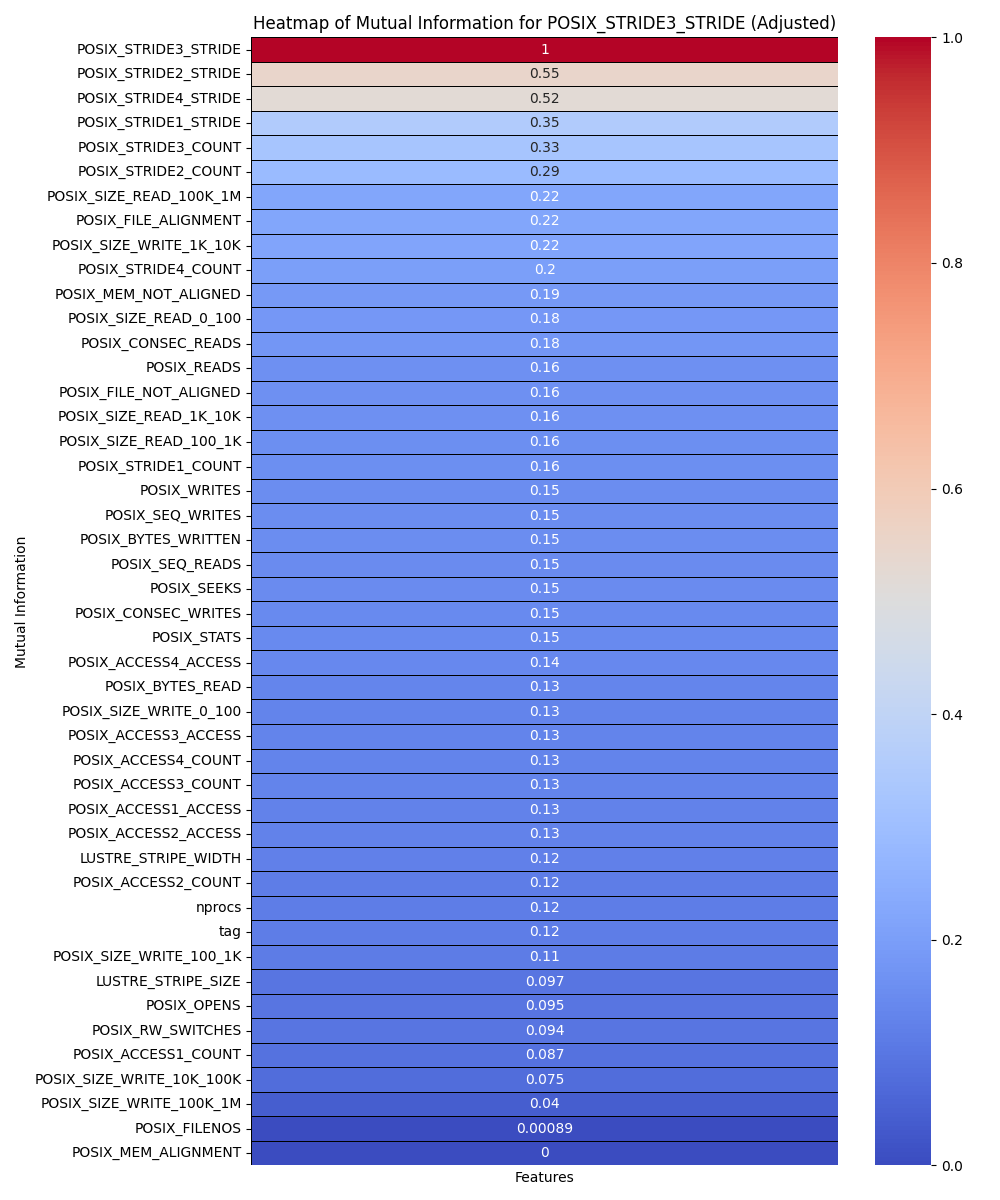 Heatmap of Mutual Information for POSIX_STRIDE3_STRIDE (Adjusted)
POSIX_STRIDE3_STRIDE 1
POSIX_STRIDE2_STRIDE 0.55
POSIX_STRIDE4_STRIDE 0.52
POSIX_STRIDE1_STRIDE 0.35
POSIX_STRIDE3_COUNT 0.33
POSIX_STRIDE2_COUNT 0.29
POSIX_SIZE_READ_100K_1M 0.22
POSIX_FILE_ALIGNMENT 0.22
POSIX_SIZE_WRITE_1K_10K 0.22
POSIX_STRIDE4_COUNT 0.2
POSIX_MEM_NOT_ALIGNED 0.19
POSIX_SIZE_READ_0_100 0.18
POSIX_CONSEC_READS 0.18
POSIX_READS 0.16
POSIX_FILE_NOT_ALIGNED 0.16
POSIX_SIZE_READ_1K_10K 0.16
POSIX_SIZE_READ_100_1K 0.16
POSIX_STRIDE1_COUNT 0.16
POSIX_WRITES 0.15
POSIX_SEQ_WRITES 0.15
POSIX_BYTES_WRITTEN 0.15
POSIX_SEQ_READS 0.15
POSIX_SEEKS 0.15
POSIX_CONSEC_WRITES 0.15
POSIX_STATS 0.15
POSIX_ACCESS4_ACCESS 0.14
POSIX_BYTES_READ 0.13
POSIX_SIZE_WRITE_0_100 0.13
POSIX_ACCESS3_ACCESS 0.13
POSIX_ACCESS4_COUNT 0.13
POSIX_ACCESS3_COUNT 0.13
POSIX_ACCESS1_ACCESS 0.13
POSIX_ACCESS2_ACCESS 0.13
LUSTRE_STRIPE_WIDTH 0.12
POSIX_ACCESS2_COUNT 0.12
nprocs 0.12
tag 0.12
POSIX_SIZE_WRITE_100_1K 0.11
LUSTRE_STRIPE_SIZE 0.097
POSIX_OPENS 0.095
POSIX_RW_SWITCHES 0.094
POSIX_ACCESS1_COUNT 0.087
POSIX_SIZE_WRITE_10K_100K 0.075
POSIX_SIZE_WRITE_100K_1M 0.04
POSIX_FILENOS 0.00089
POSIX_MEM_ALIGNMENT 0
Mutual Information
Features
1.0
0.8
0.6
0.4
0.2
0.0